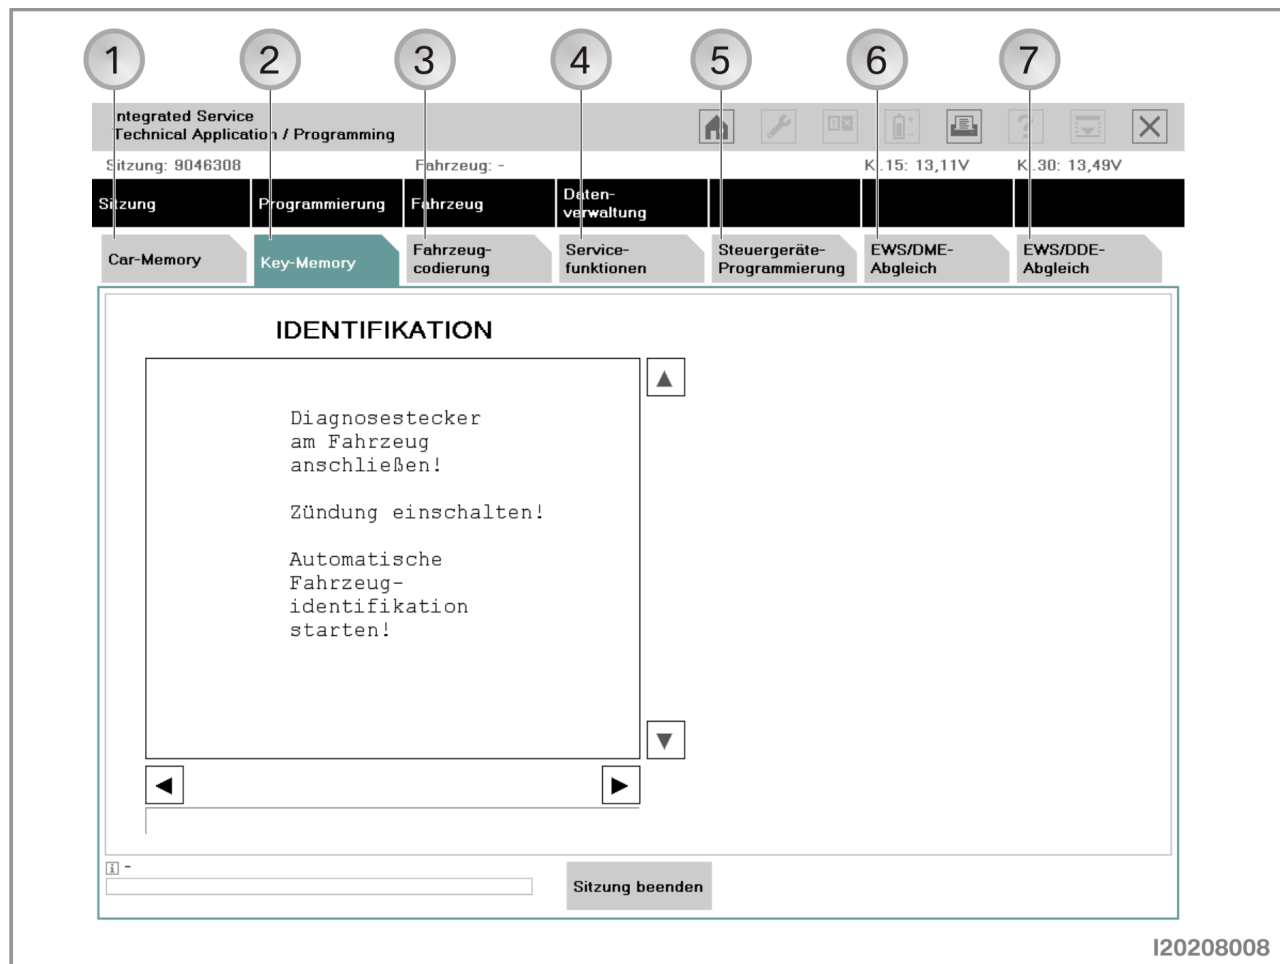 1 2 3 4 5 6 7
ntegrated Service
Technical Application / Programming
Sitzung: 9046308 Fahrzeug: - K.15: 13,11V K.30: 13,49V
Sitzung Programmierung Fahrzeug Daten-
verwaltung
Car-Memory Key-Memory Fahrzeug-
codierung
Service-
funktionen
Steuergeräte-
Programmierung
EWS/DME-
Abgleich
EWS/DDE-
Abgleich
IDENTIFIKATION
Diagnosestecker
am Fahrzeug
anschließen!
Zündung einschalten!
Automatische
Fahrzeug-
identifikation
starten!
i -
Sitzung beenden
I20208008